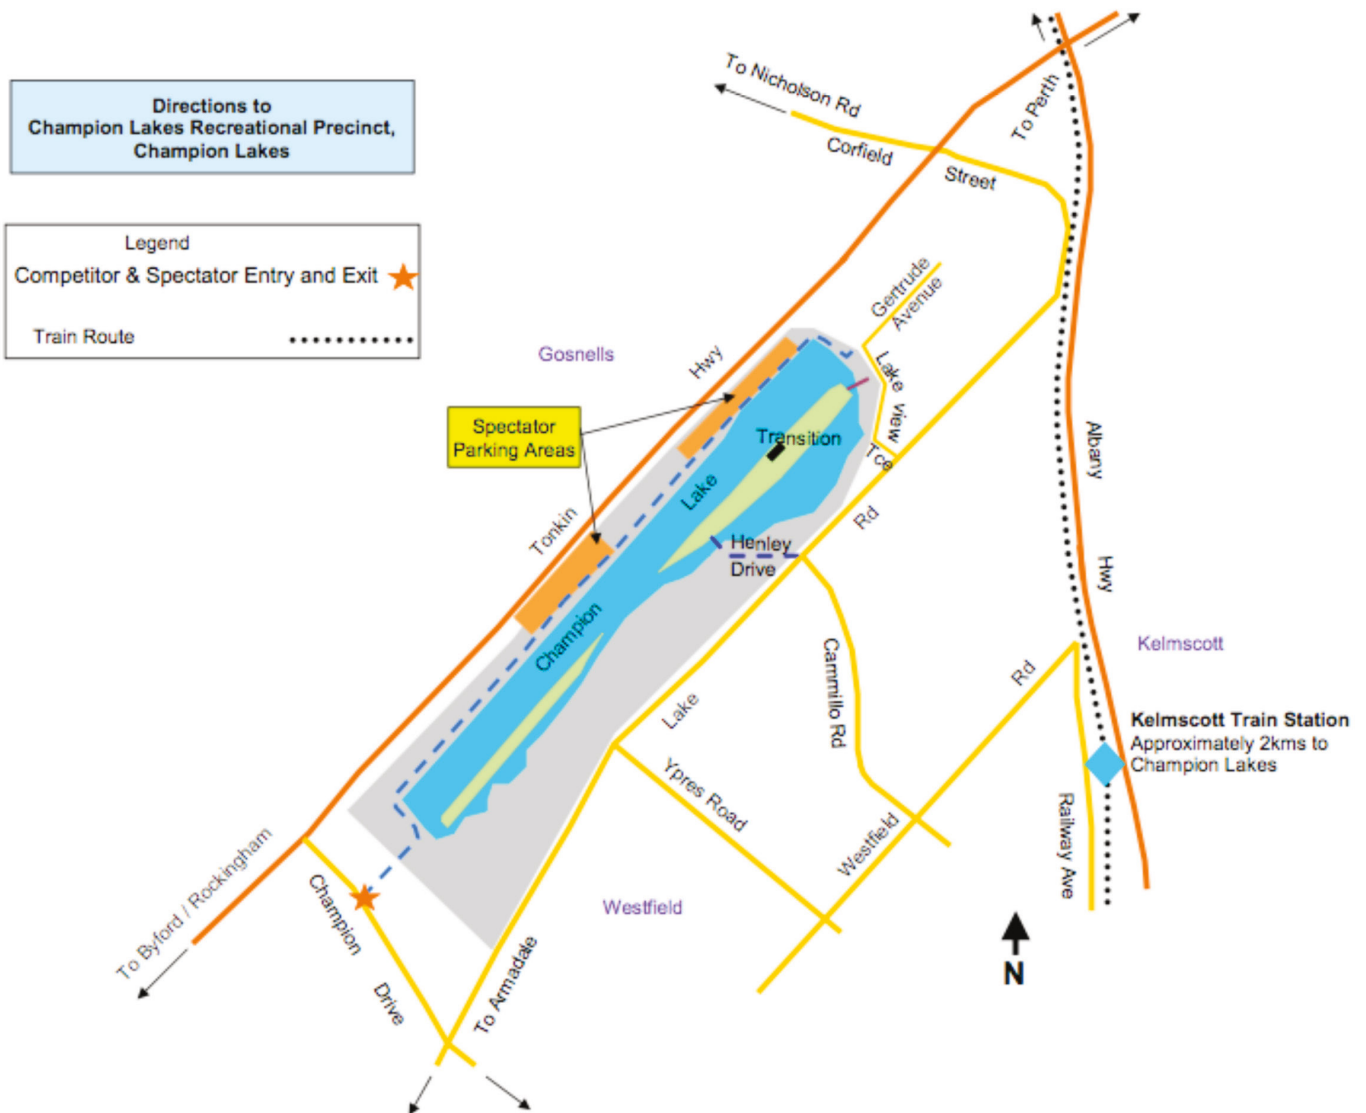 Directions to
Champion Lakes Recreational Precinct,
Champion Lakes
Legend
Competitor & Spectator Entry and Exit
Train Route
To Nicholson Rd
Corfield
Street
To Perth
Gertrude
Avenue
Gosnells
Hwy
Lake view
Tce
Spectator
Parking Areas
Transition
Lake
Tonkin
Rd
Henley
Drive
Albany
Hwy
Champion
Kelmscott
Cammillo Rd
Rd
Lake
Kelmscott Train Station
Approximately 2kms to
Champion Lakes
Ypres Road
Railway Ave
Westfield
To Byford / Rockingham
Champion
Drive
Westfield
To Armadale
N